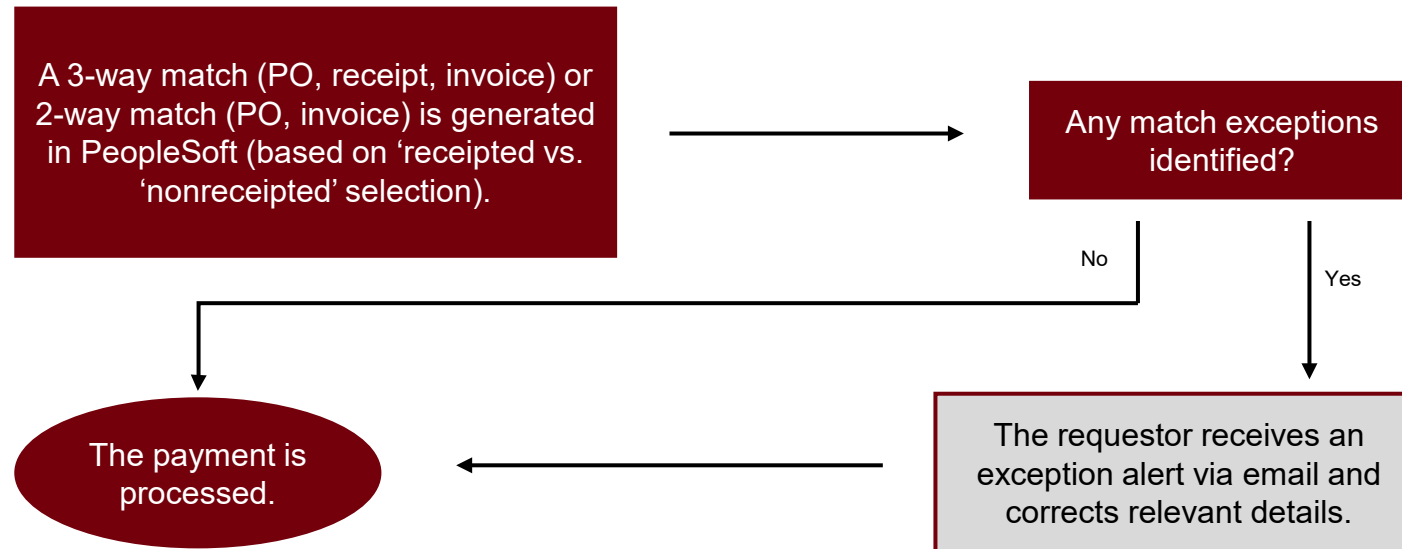 A 3-way match (PO, receipt, invoice) or
2-way match (PO, invoice) is generated
in PeopleSoft (based on ‘receipted vs.
‘nonreceipted’ selection).
Any match exceptions
identified?
No
Yes
The payment is
processed.
The requestor receives an
exception alert via email and
corrects relevant details.